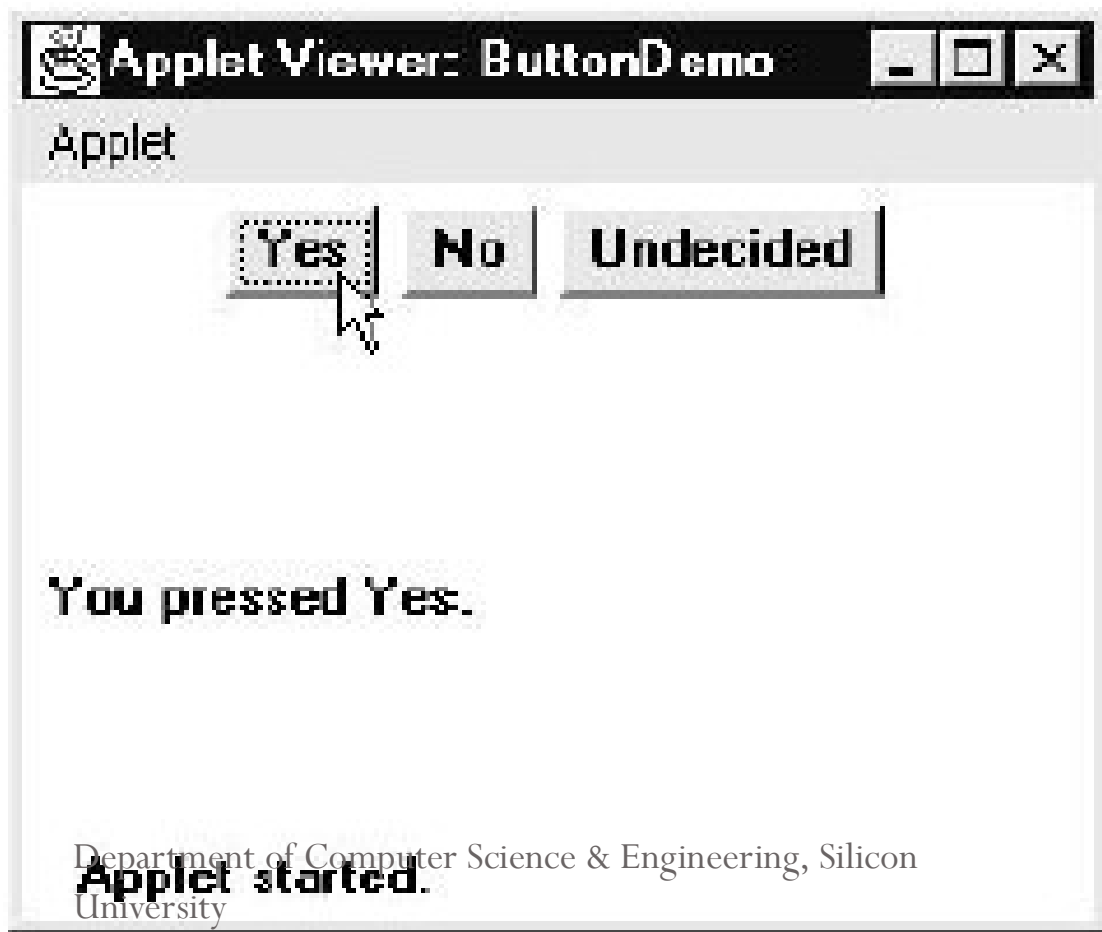 Applet Viewer: ButtonDemo
Applet
Yes No Undecided
You pressed Yes.
Department of Computer Science & Engineering, Silicon
Applet started.
University